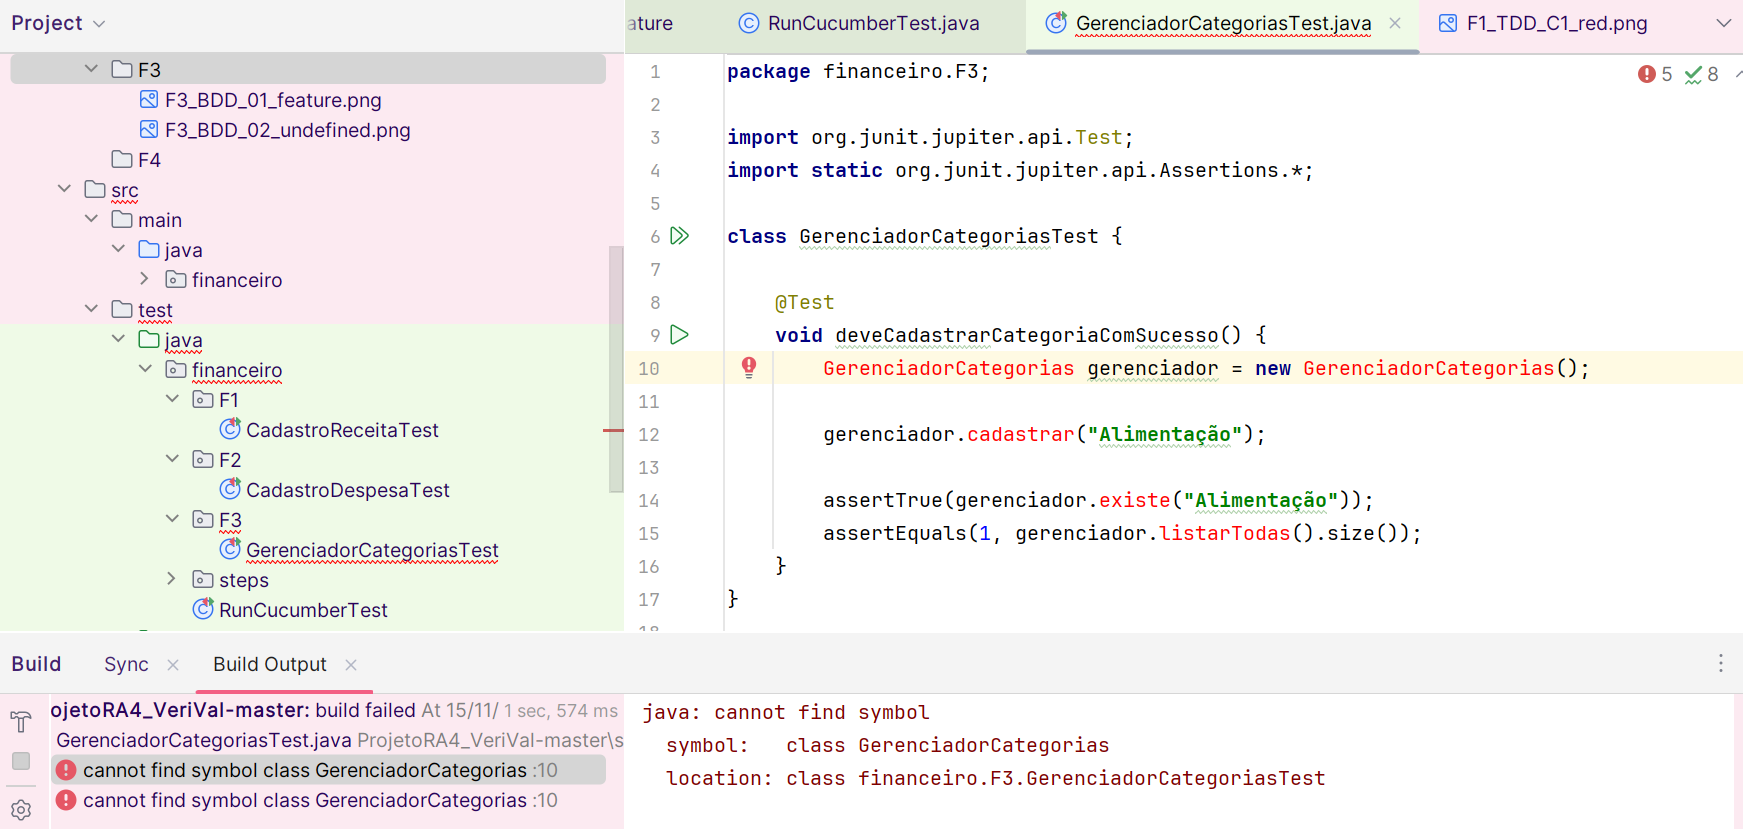 Project
F3
F3_BDD_01_feature.png
F3_BDD_02_undefined.png
F4
src
main
java
financeiro
test
java
financeiro
F1
CadastroReceitaTest
F2
CadastroDespesaTest
F3
GerenciadorCategoriasTest
steps
RunCucumberTest
ature RunCucumberTest.java GerenciadorCategoriasTest.java F1_TDD_C1_red.png
5 8
1 package financeiro.F3;
2
3 import org.junit.jupiter.api.Test;
4 import static org.junit.jupiter.api.Assertions.*;
5
6 class GerenciadorCategoriasTest {
7
8 @Test
9 void deveCadastrarCategoriaComSucesso() {
10 GerenciadorCategorias gerenciador = new GerenciadorCategorias();
11
12 gerenciador.cadastrar("Alimentação");
13
14 assertTrue(gerenciador.existe("Alimentação"));
15 assertEquals(1, gerenciador.listarTodas().size());
16 }
17 }
18
Build Sync Build Output
ojetoRA4_VeriVal-master: build failed At 15/11/ 1 sec, 574 ms
GerenciadorCategoriasTest.java ProjetoRA4_VeriVal-master\s
cannot find symbol class GerenciadorCategorias :10
cannot find symbol class GerenciadorCategorias :10
java: cannot find symbol
symbol: class GerenciadorCategorias
location: class financeiro.F3.GerenciadorCategoriasTest